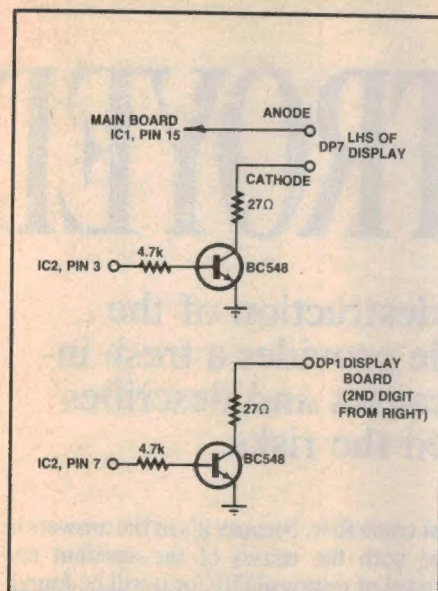 MAIN BOARD
IC1, PIN 15
ANODE
DP7
LHS OF
DISPLAY
CATHODE
27Ω
4.7k
IC2, PIN 3
BC548
DP1 DISPLAY
BOARD
(2ND DIGIT
FROM RIGHT)
27Ω
4.7k
IC2, PIN 7
BC548